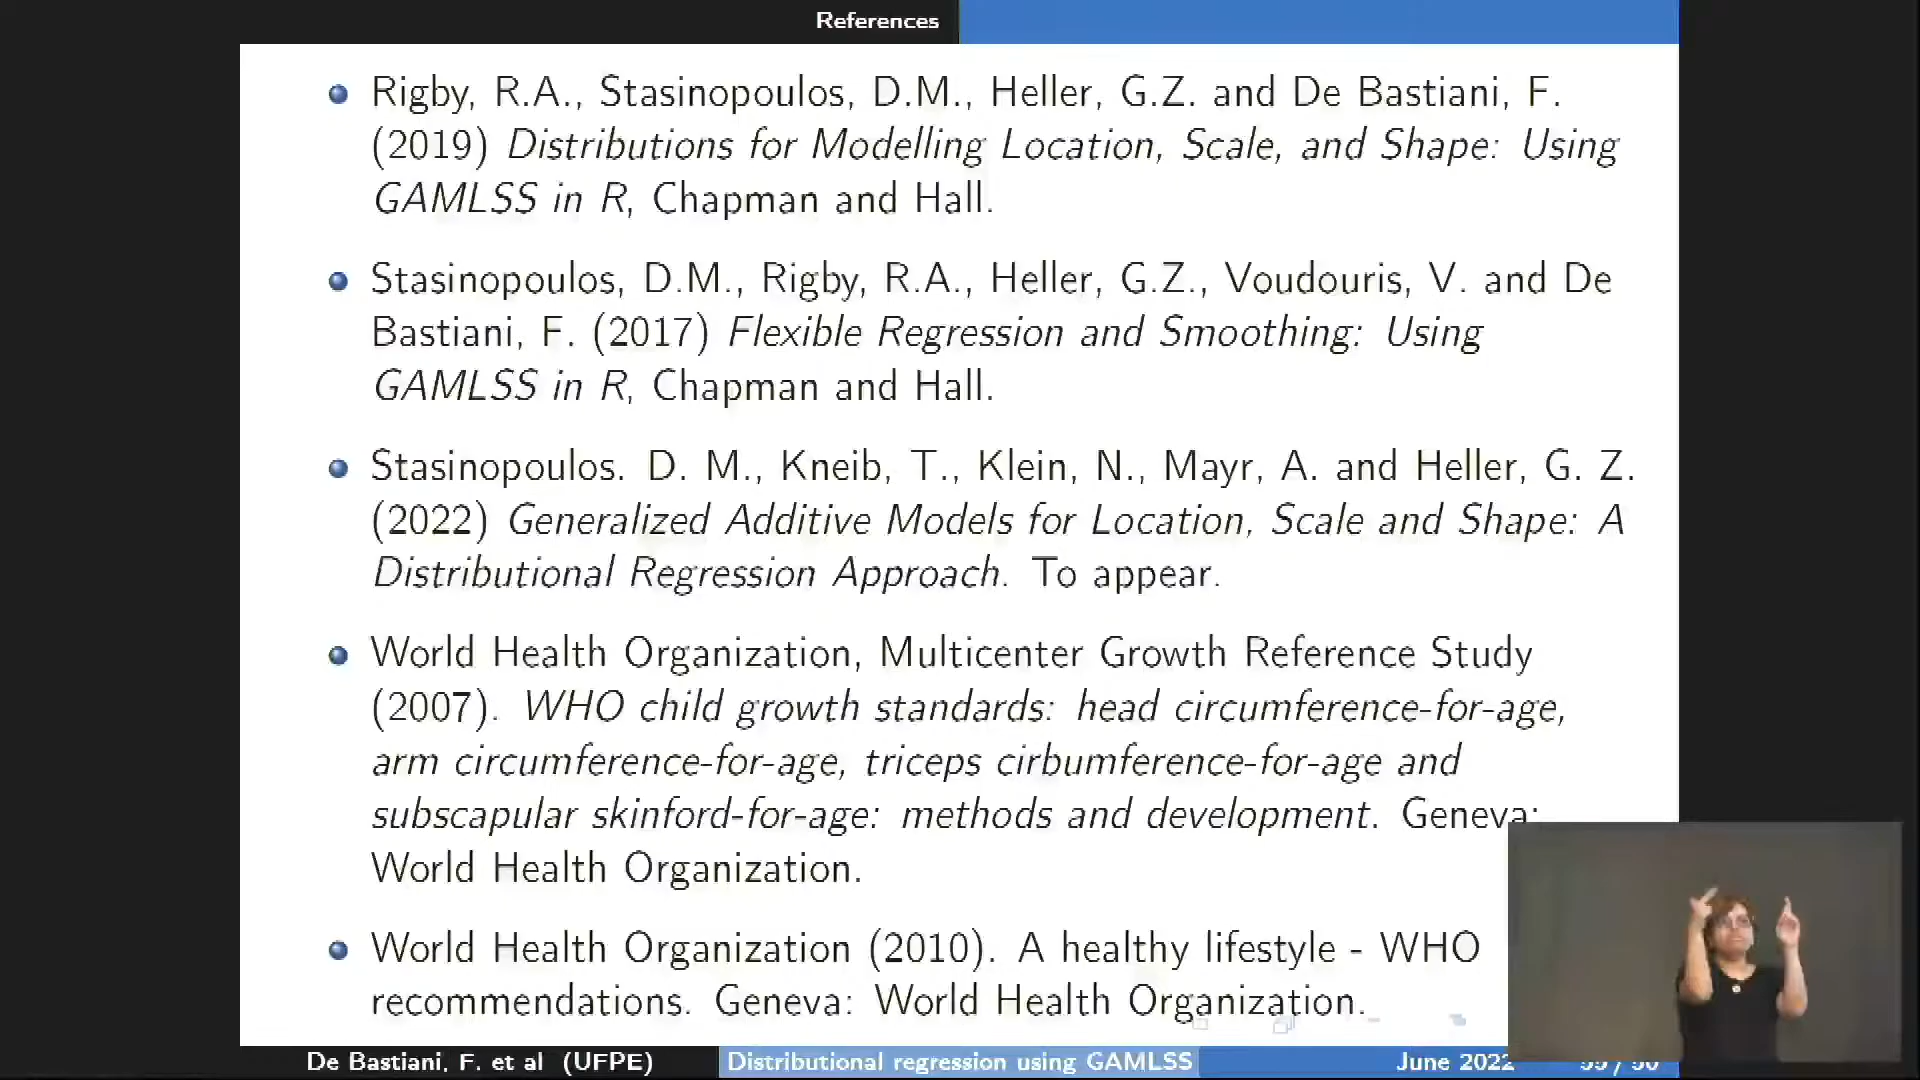 References
Rigby, R.A., Stasinopoulos, D.M., Heller, G.Z. and De Bastiani, F.
(2019) Distributions for Modelling Location, Scale, and Shape: Using
GAMLSS in R, Chapman and Hall.
Stasinopoulos, D.M., Rigby, R.A., Heller, G.Z., Voudouris, V. and De
Bastiani, F. (2017) Flexible Regression and Smoothing: Using
GAMLSS in R, Chapman and Hall.
Stasinopoulos. D. M., Kneib, T., Klein, N., Mayr, A. and Heller, G. Z.
(2022) Generalized Additive Models for Location, Scale and Shape: A
Distributional Regression Approach. To appear.
World Health Organization, Multicenter Growth Reference Study
(2007). WHO child growth standards: head circumference-for-age,
arm circumference-for-age, triceps cirbumference-for-age and
subscapular skinford-for-age: methods and development. Geneva:
World Health Organization.
World Health Organization (2010). A healthy lifestyle - WHO
recommendations. Geneva: World Health Organization.
De Bastiani, F. et al (UFPE) Distributional regression using GAMLSS June 2022